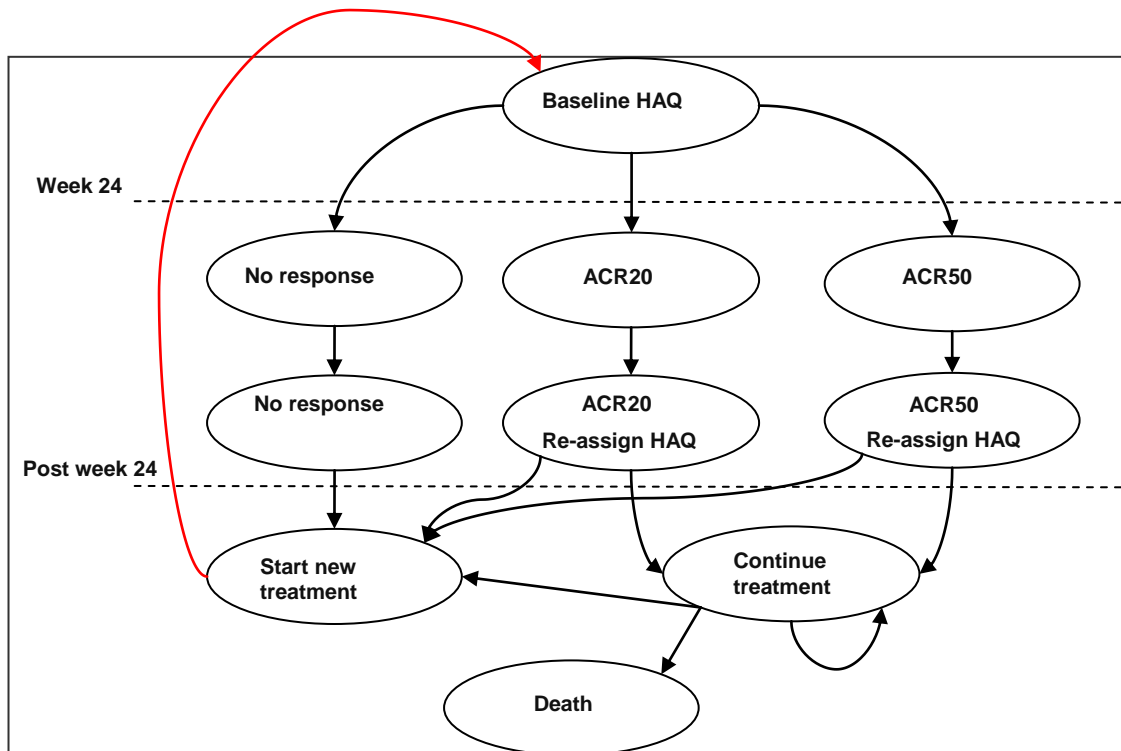 Baseline HAQ
Week 24
No response
ACR20
ACR50
No response
ACR20
Re-assign HAQ
ACR50
Re-assign HAQ
Post week 24
Start new
treatment
Continue
treatment
Death